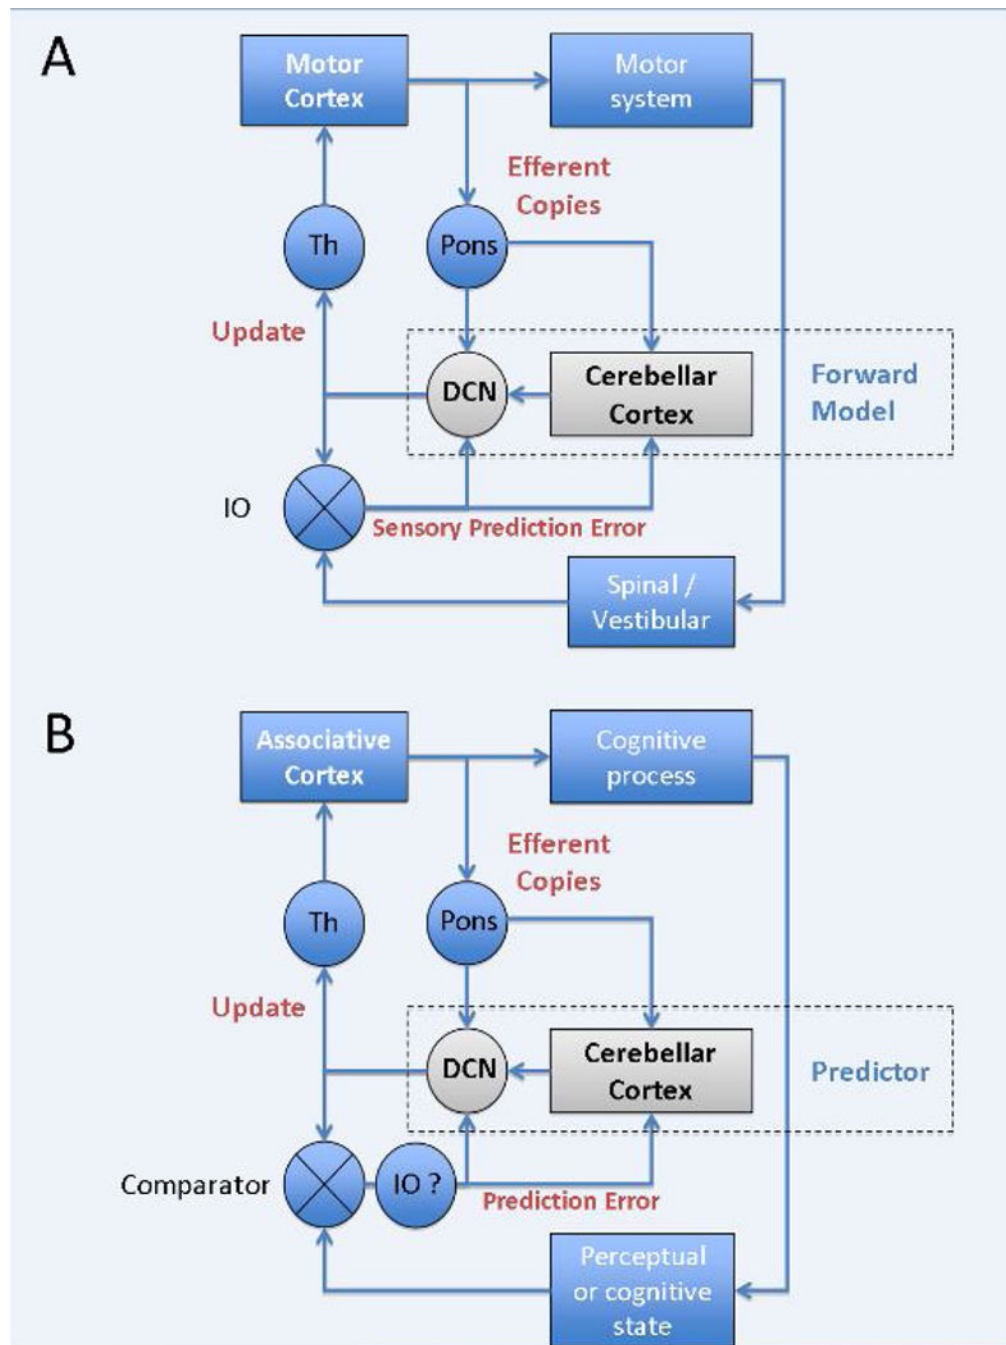 A
Motor
Cortex
Motor
system
Efferent
Copies
Th
Pons
Update
DCN
Cerebellar
Cortex
Forward
Model
IO
Sensory Prediction Error
Spinal /
Vestibular
B
Associative
Cortex
Cognitive
process
Efferent
Copies
Th
Pons
Update
DCN
Cerebellar
Cortex
Predictor
Comparator
IO ?
Prediction Error
Perceptual
or cognitive
state